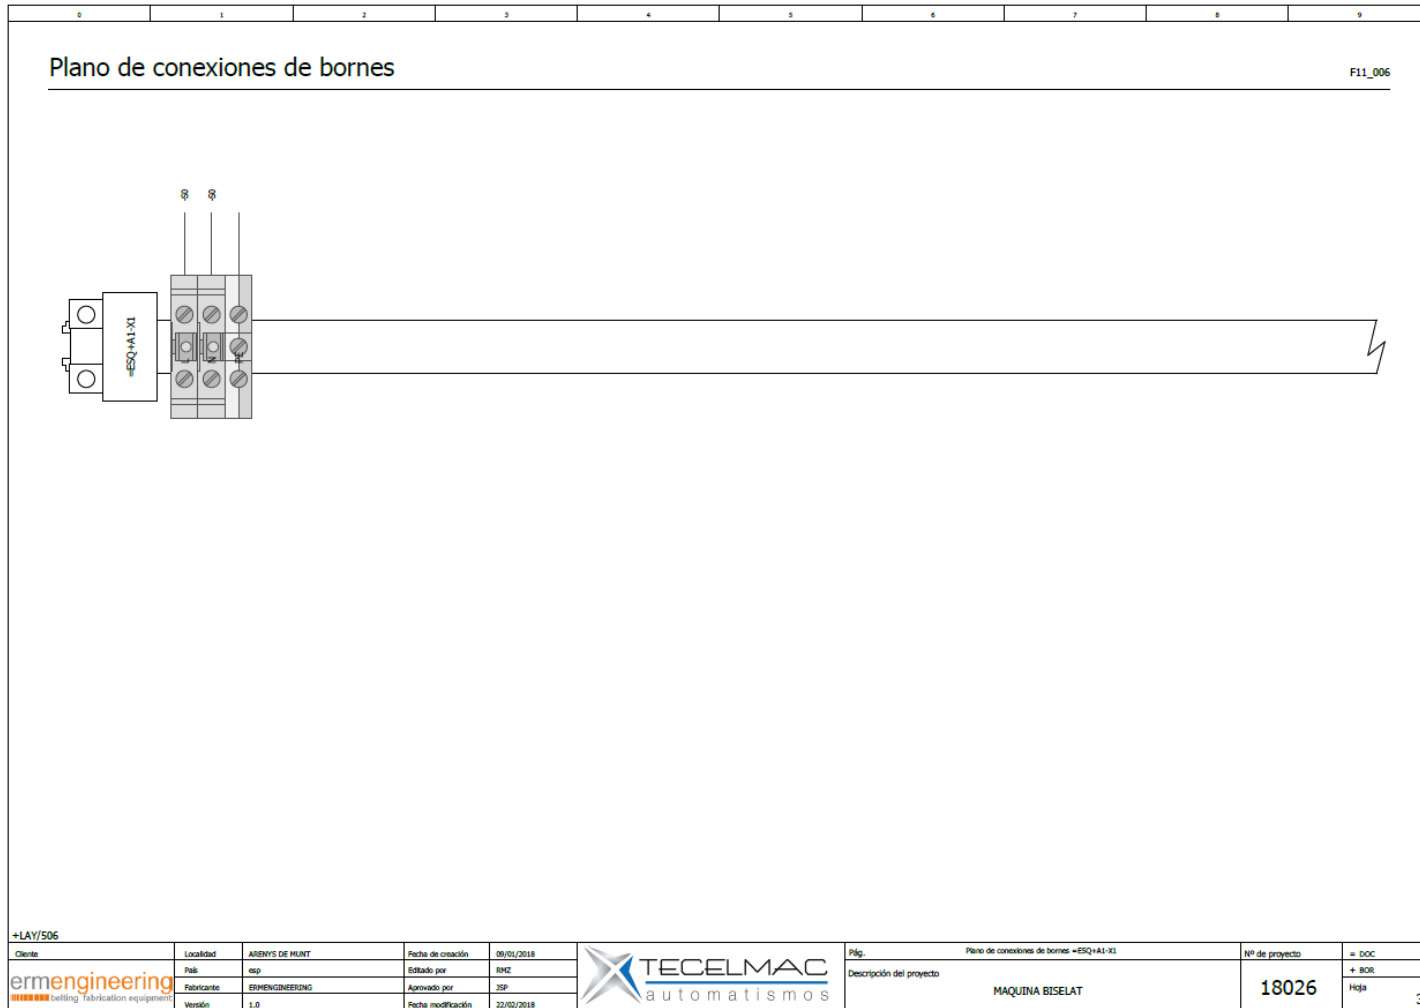 0 1 2 3 4 5 6 7 8 9
Plano de conexiones de bornes
F11_006
-S0 -S0
=ESQ+A1-X1
L N PE
+LAY/506
Cliente
ermengineering
belting fabrication equipment
Localidad ARENYS DE MUNT
País esp
Fabricante ERMENGINEERING
Versión 1.0
Fecha de creación 09/01/2018
Editado por RMZ
Aprovado por JSP
Fecha modificación 22/02/2018
TECELMAC
automatismos
Pág. Plano de conexiones de bornes =ESQ+A1-X1
Descripción del proyecto
MAQUINA BISELAT
Nº de proyecto
18026
= DOC
+ BOR
Hoja